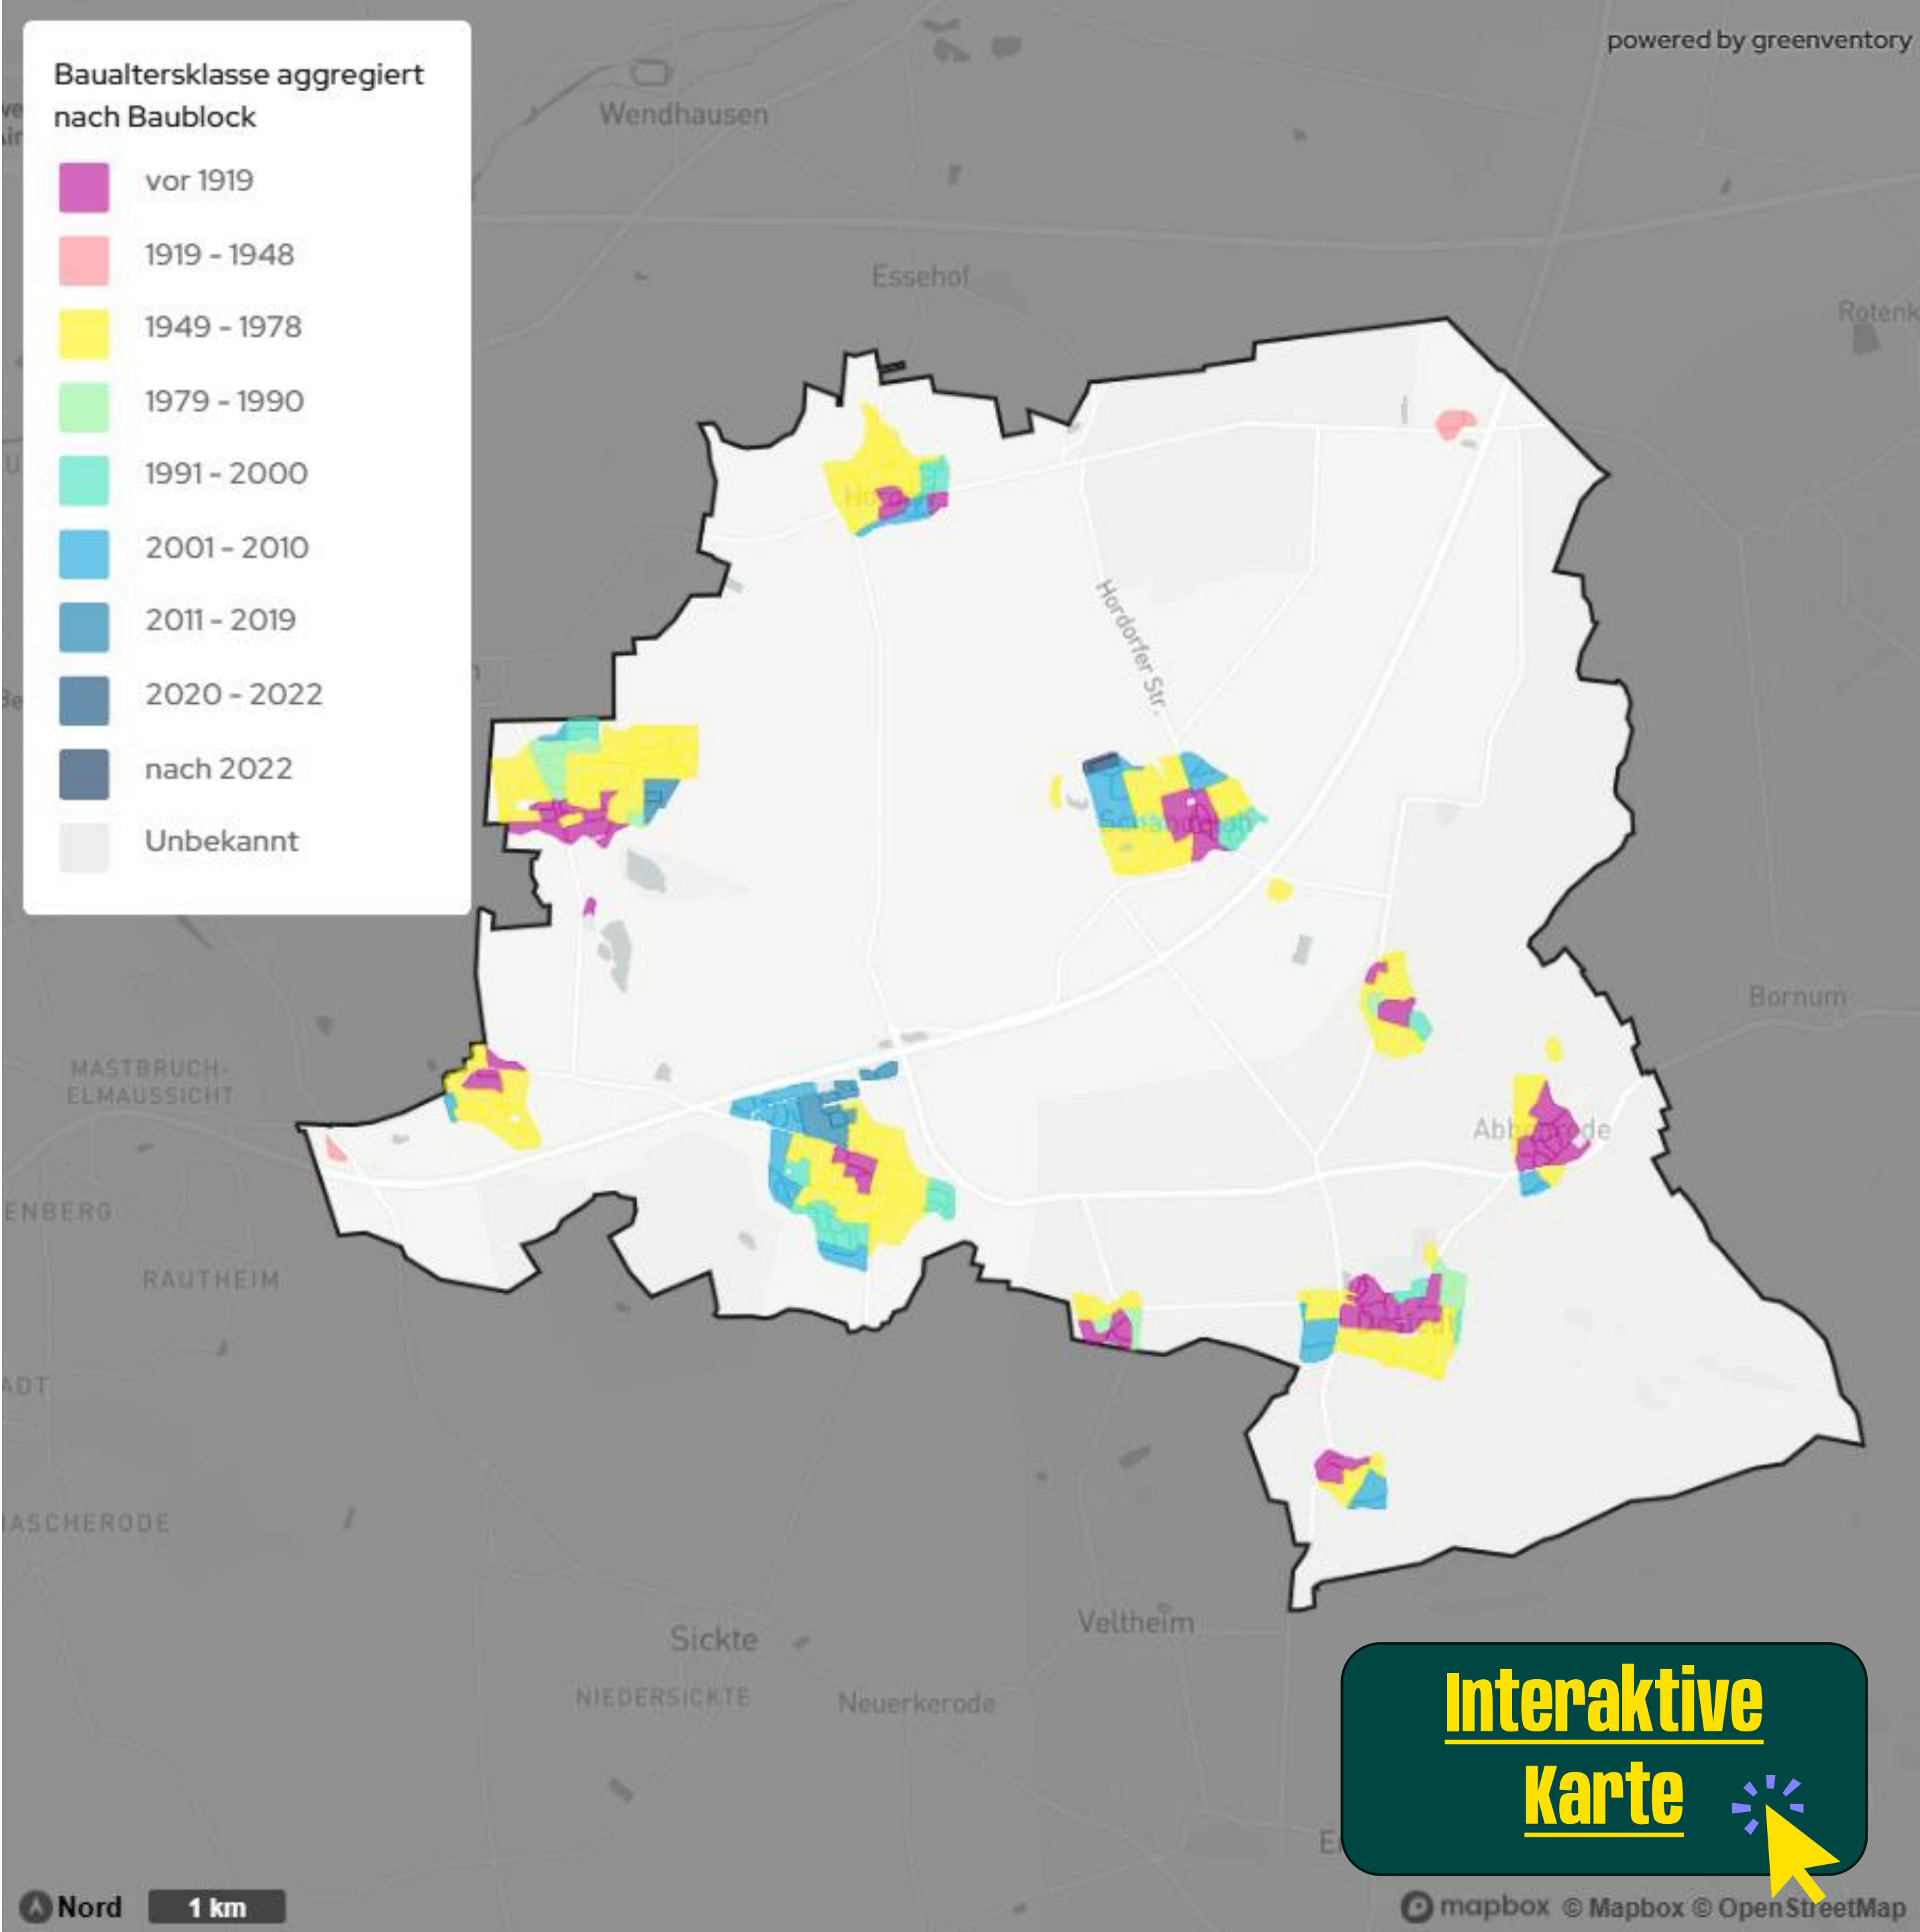 powered by greenventory
Baualtersklasse aggregiert
nach Baublock
vor 1919
1919 - 1948
1949 - 1978
1979 - 1990
1991 - 2000
2001 - 2010
2011 - 2019
2020 - 2022
nach 2022
Unbekannt
Wendhausen
Essehof
Hordorfer Str.
Bornum
MASTBRUCH-
ELMAUSSICHT
ENBERG
RAUTHEIM
Sickte
NIEDERSICKTE
Neuerkerode
Veltheim
Interaktive
Karte
Nord
1 km
mapbox © Mapbox © OpenStreetMap